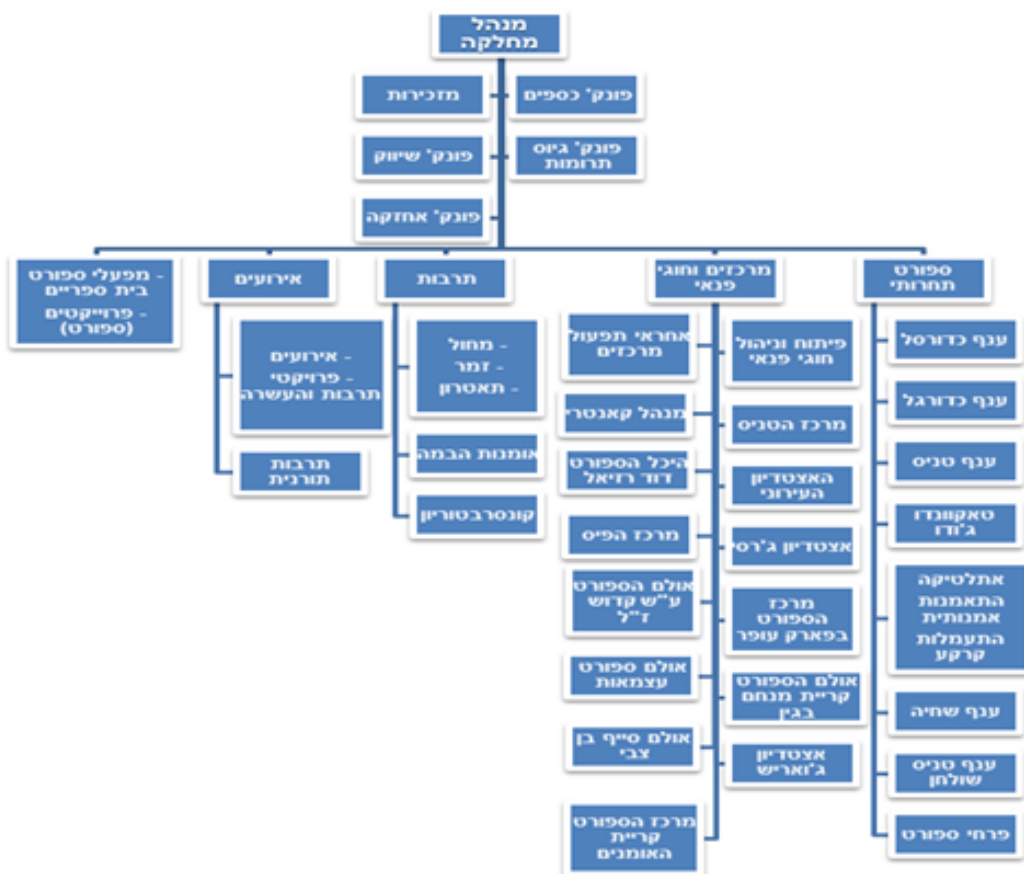 מנהל
מחלקה
פונק' כספים
מזכירות
פונק' גיוס
תרומות
פונק' שיווק
פונק' אחזקה
ספורט
תחרותי
ענף כדורסל
ענף כדורגל
ענף טניס
טאקוונדו
ג'ודו
אתלטיקה
התאמנות
אמנותית
התעמלות
קרקע
ענף שחיה
ענף טניס
שולחן
פרחי ספורט
מרכזים וחוגי
פנאי
פיתוח וניהול
חוגי פנאי
אחראי תפעול
מרכזים
מרכז הטניס
מנהל קאנטרי
האצטדיון
העירוני
היכל הספורט
דוד רזיאל
אצטדיון ג'רסי
מרכז הפיס
מרכז
הספורט
בפארק עופר
אולם הספורט
ע"ש קדוש
ז"ל
אולם הספורט
קריית מנחם
בגין
אולם ספורט
עצמאות
אצטדיון
ג'ואריש
אולם סייף בן
צבי
מרכז הספורט
קריית
האומנים
תרבות
- מחול
- זמר
- תאטרון
אומנות הבמה
קונסרבטוריון
אירועים
- אירועים
- פרויקטי
תרבות והעשרה
תרבות
תורנית
- מפעלי ספורט
בית ספריים
- פרוייקטים
(ספורט)